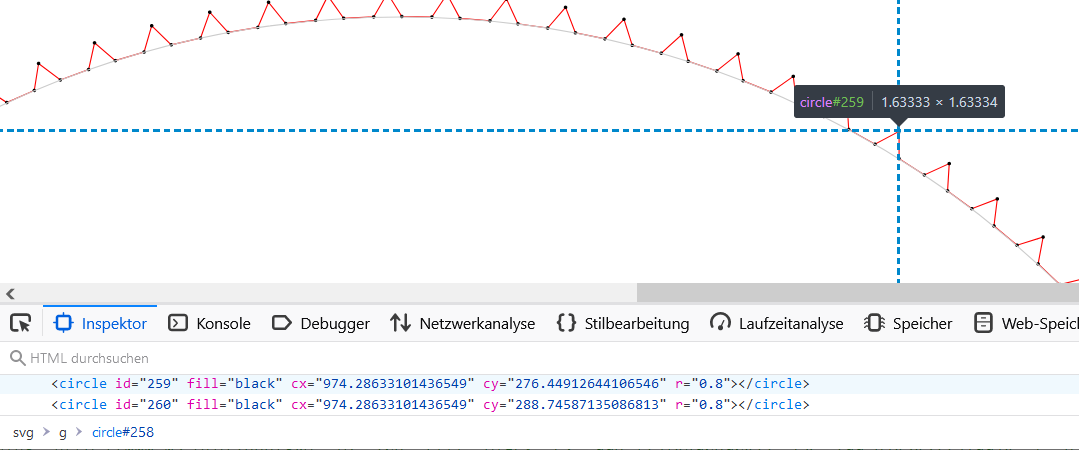 circle#259 1.63333 × 1.63334
Inspektor Konsole Debugger Netzwerkanalyse Stilbearbeitung Laufzeitanalyse Speicher Web-Speic
HTML durchsuchen
<circle id="259" fill="black" cx="974.28633101436549" cy="276.44912644106546" r="0.8"></circle>
<circle id="260" fill="black" cx="974.28633101436549" cy="288.74587135086813" r="0.8"></circle>
svg > g > circle#258